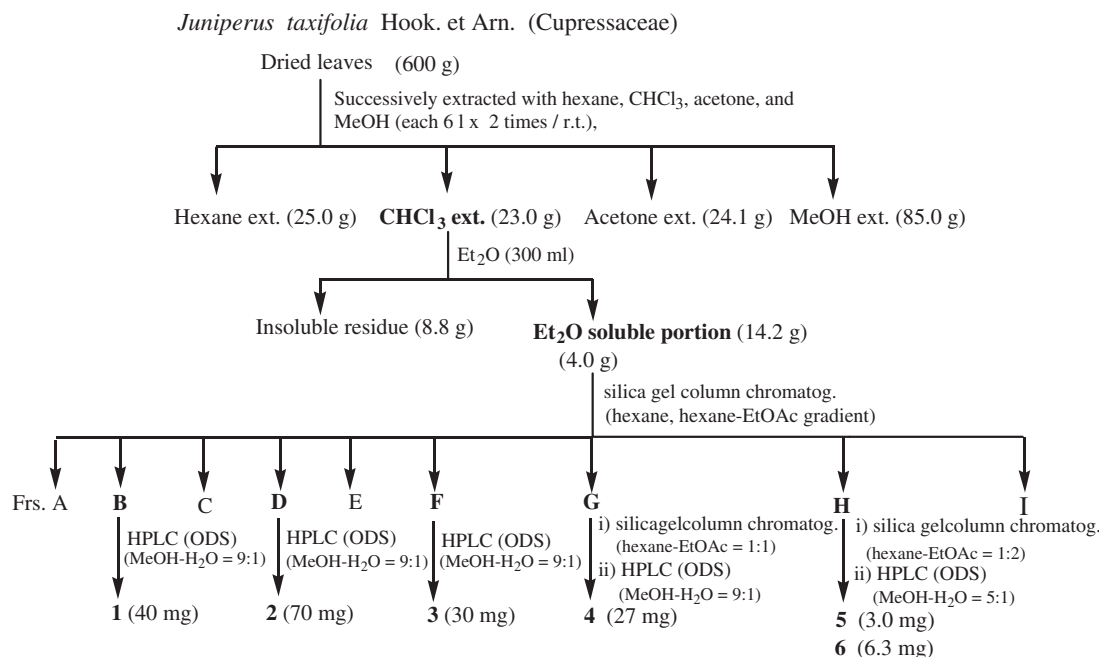 Juniperus taxifolia Hook. et Arn. (Cupressaceae)
Dried leaves (600 g)
Successively extracted with hexane, CHCl3, acetone, and
MeOH (each 6 l x 2 times / r.t.),
Hexane ext. (25.0 g) CHCl3 ext. (23.0 g) Acetone ext. (24.1 g) MeOH ext. (85.0 g)
Et2O (300 ml)
Insoluble residue (8.8 g)
Et2O soluble portion (14.2 g)
(4.0 g)
silica gel column chromatog.
(hexane, hexane-EtOAc gradient)
Frs. A B C D E F G H I
HPLC (ODS)
(MeOH-H2O = 9:1)
1 (40 mg)
HPLC (ODS)
(MeOH-H2O = 9:1)
2 (70 mg)
HPLC (ODS)
(MeOH-H2O = 9:1)
3 (30 mg)
i) silicagelcolumn chromatog.
(hexane-EtOAc = 1:1)
ii) HPLC (ODS)
(MeOH-H2O = 9:1)
4 (27 mg)
i) silica gelcolumn chromatog.
(hexane-EtOAc = 1:2)
ii) HPLC (ODS)
(MeOH-H2O = 5:1)
5 (3.0 mg)
6 (6.3 mg)